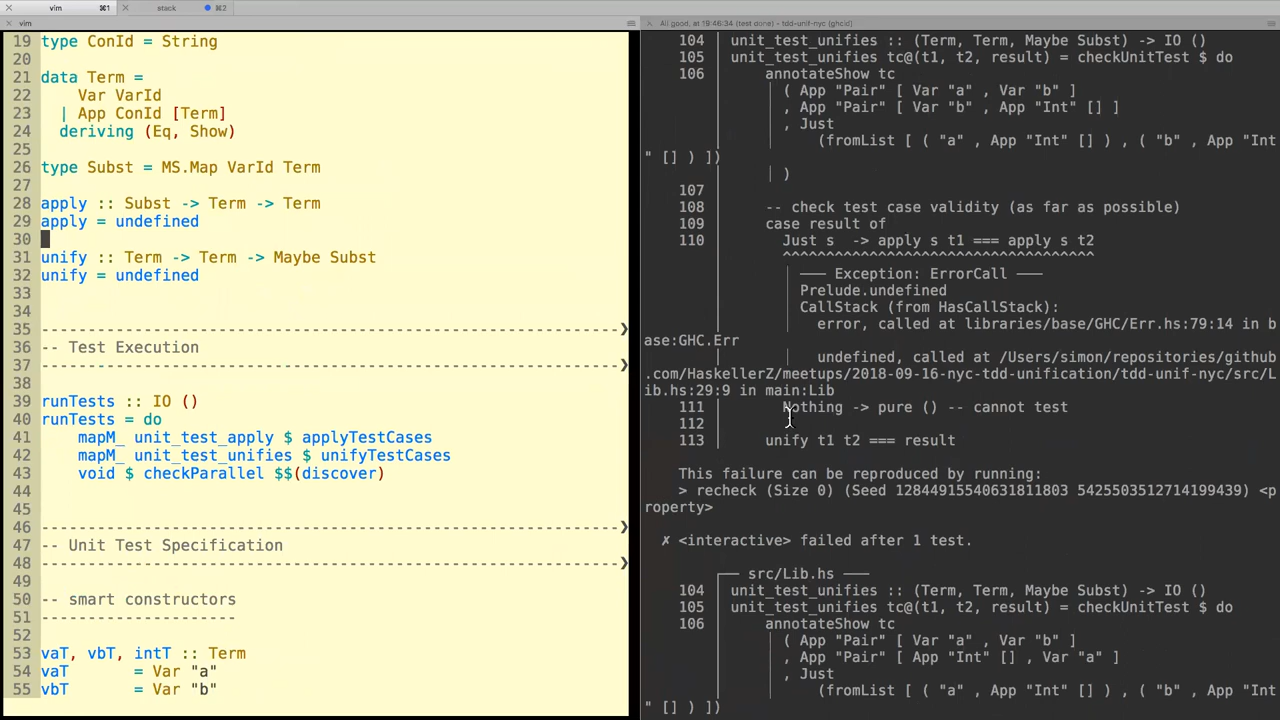 vim ⌘1 stack ⌘2
vim
19 type ConId = String
20
21 data Term =
22     Var VarId
23   | App ConId [Term]
24   deriving (Eq, Show)
25
26 type Subst = MS.Map VarId Term
27
28 apply :: Subst -> Term -> Term
29 apply = undefined
30
31 unify :: Term -> Term -> Maybe Subst
32 unify = undefined
33
34
35 ---------------------------------------------------------------❯
36 -- Test Execution
37 ---------------------------------------------------------------❯
38
39 runTests :: IO ()
40 runTests = do
41     mapM_ unit_test_apply $ applyTestCases
42     mapM_ unit_test_unifies $ unifyTestCases
43     void $ checkParallel $$(discover)
44
45
46 ---------------------------------------------------------------❯
47 -- Unit Test Specification
48 ---------------------------------------------------------------❯
49
50 -- smart constructors
51 ---------------------
52
53 vaT, vbT, intT :: Term
54 vaT       = Var "a"
55 vbT       = Var "b"
All good, at 19:46:34 (test done) - tdd-unif-nyc (ghcid)
104 │ unit_test_unifies :: (Term, Term, Maybe Subst) -> IO ()
105 │ unit_test_unifies tc@(t1, t2, result) = checkUnitTest $ do
106 │     annotateShow tc
│ ( App "Pair" [ Var "a" , Var "b" ]
│ , App "Pair" [ Var "b" , App "Int" [] ]
│ , Just
│     (fromList [ ( "a" , App "Int" [] ) , ( "b" , App "Int
" [] ) ])
│ )
107 │
108 │     -- check test case validity (as far as possible)
109 │     case result of
110 │       Just s  -> apply s t1 === apply s t2
^^^^^^^^^^^^^^^^^^^^^^^^^^^^^^^^^^^^
│ ─── Exception: ErrorCall ───
│ Prelude.undefined
│ CallStack (from HasCallStack):
│   error, called at libraries/base/GHC/Err.hs:79:14 in b
ase:GHC.Err
│   undefined, called at /Users/simon/repositories/github
.com/HaskellerZ/meetups/2018-09-16-nyc-tdd-unification/tdd-unif-nyc/src/L
ib.hs:29:9 in main:Lib
111 │       Nothing -> pure () -- cannot test
112 │
113 │     unify t1 t2 === result
This failure can be reproduced by running:
> recheck (Size 0) (Seed 12844915540631811803 5425503512714199439) <p
roperty>
✗ <interactive> failed after 1 test.
┌── src/Lib.hs ───
104 │ unit_test_unifies :: (Term, Term, Maybe Subst) -> IO ()
105 │ unit_test_unifies tc@(t1, t2, result) = checkUnitTest $ do
106 │     annotateShow tc
│ ( App "Pair" [ Var "a" , Var "b" ]
│ , App "Pair" [ App "Int" [] , Var "a" ]
│ , Just
│     (fromList [ ( "a" , App "Int" [] ) , ( "b" , App "Int
" [] ) ])